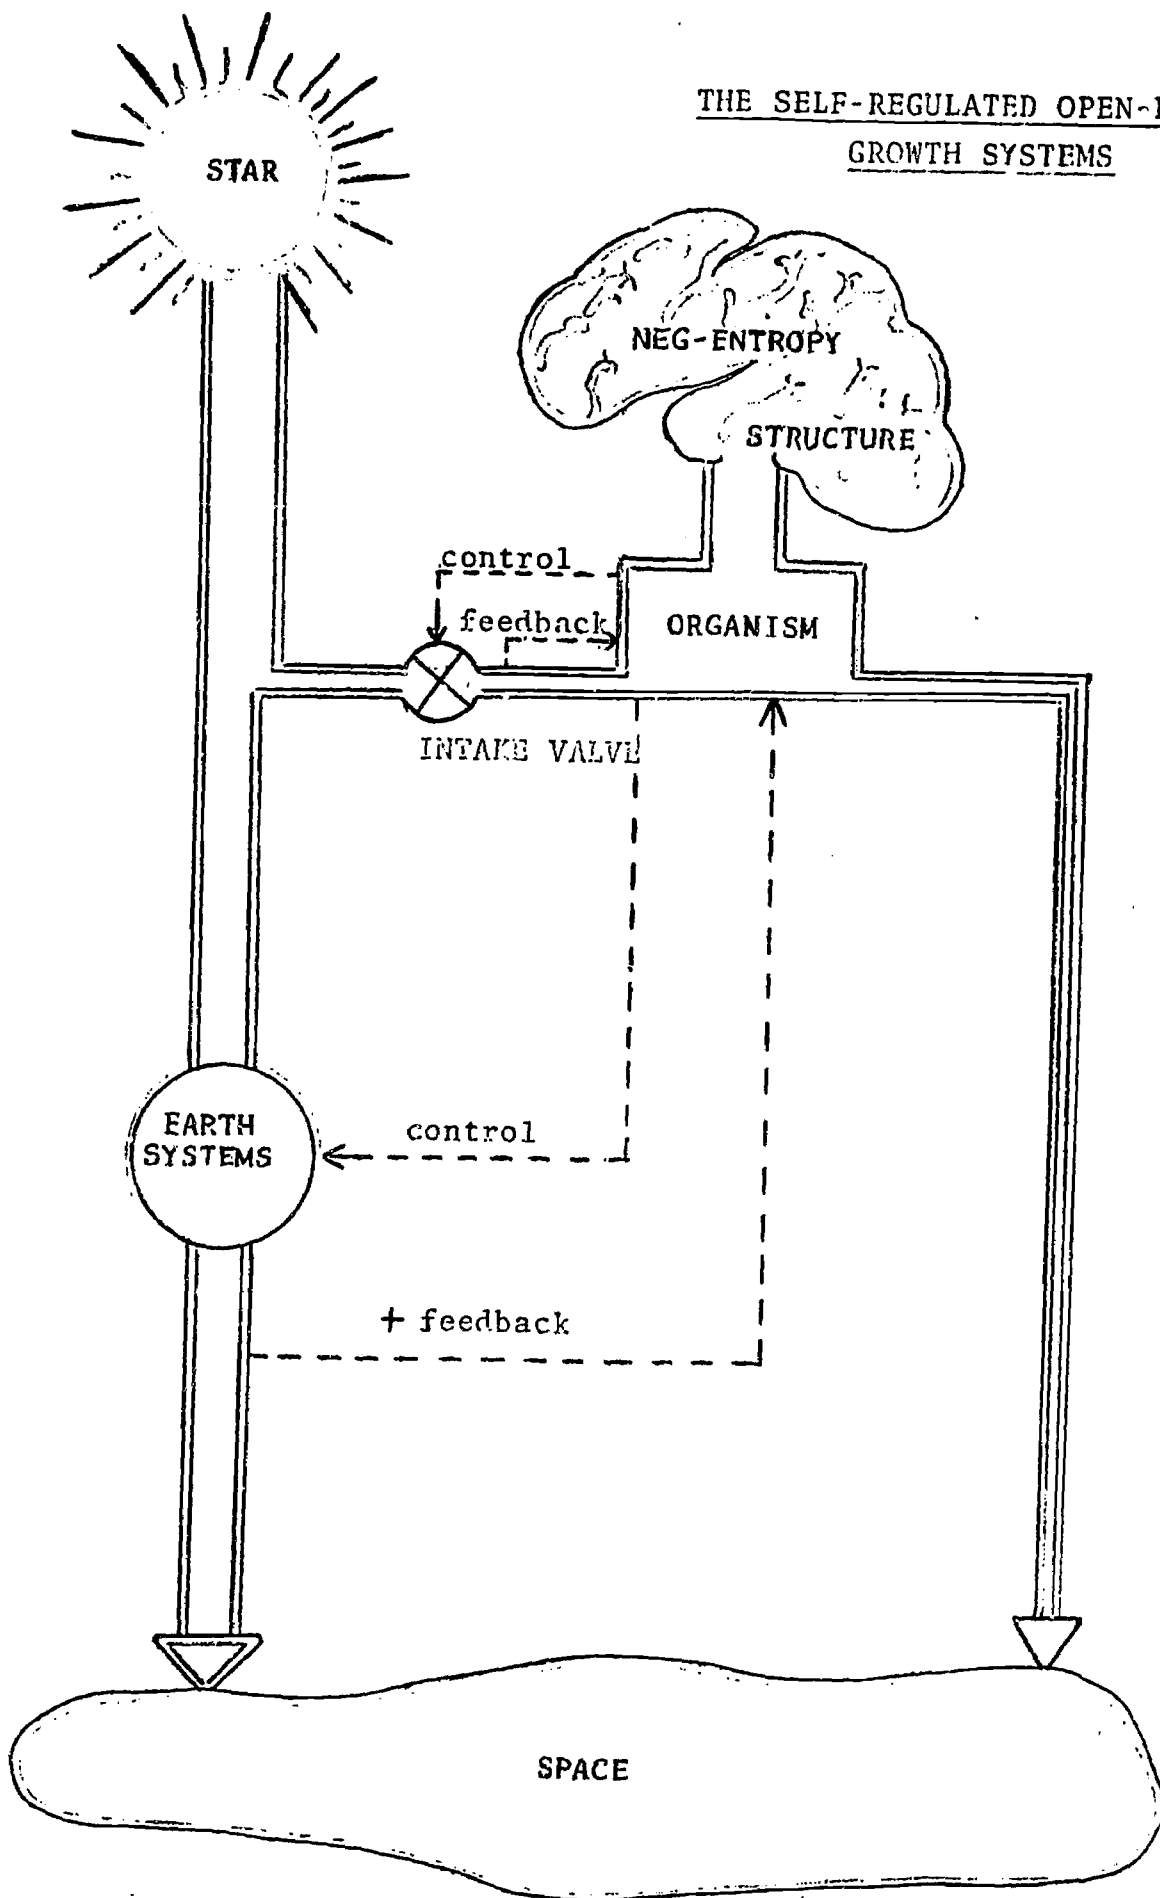 THE SELF-REGULATED
GROWTH SYSTEMS
STAR
NEG-ENTROPY
STRUCTURE
control
feedback
ORGANISM
INTAKE VALVE
EARTH
SYSTEMS
control
+ feedback
SPACE